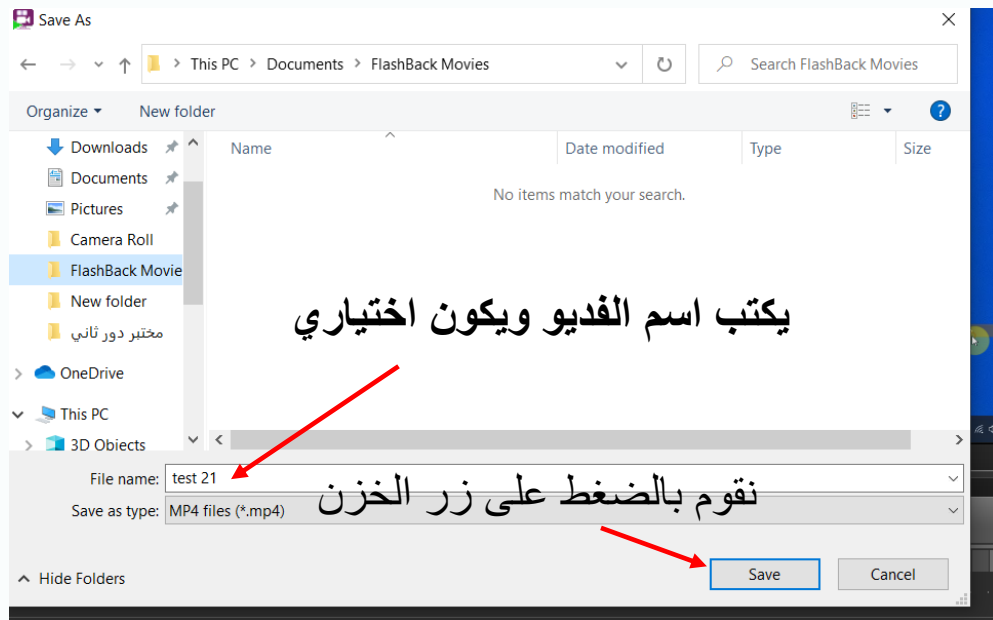 Save As
This PC > Documents > FlashBack Movies
Search FlashBack Movies
Organize
New folder
Name
Date modified
Type
Size
Downloads
No items match your search.
Documents
Pictures
Camera Roll
FlashBack Movie
New folder
مختبر دور ثاني
يكتب اسم الفديو ويكون اختياري
OneDrive
This PC
3D Objects
File name: test 21
نقوم بالضغط على زر الخزن
Save as type: MP4 files (*.mp4)
Hide Folders
Save
Cancel